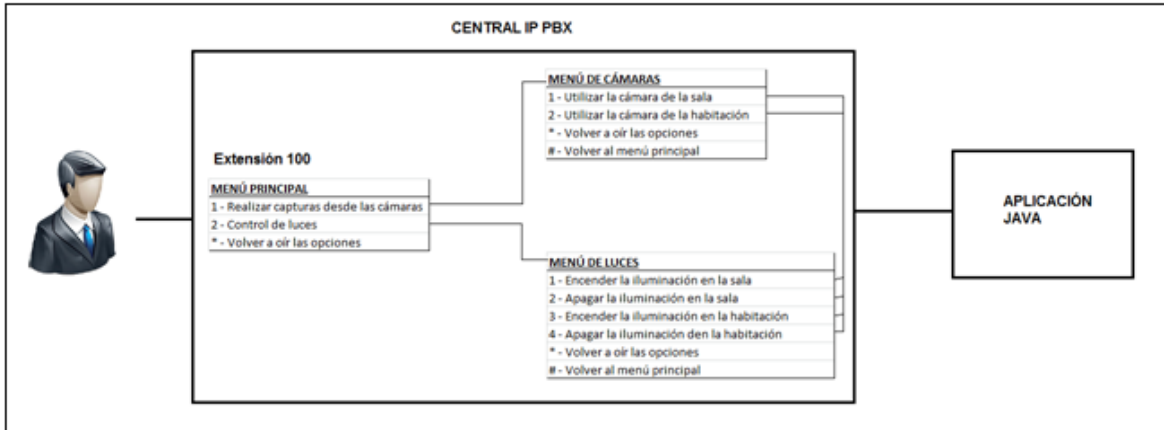 CENTRAL IP PBX
Extensión 100
MENÚ PRINCIPAL
1 - Realizar capturas desde las cámaras
2 - Control de luces
* - Volver a oír las opciones
MENÚ DE CÁMARAS
1 - Utilizar la cámara de la sala
2 - Utilizar la cámara de la habitación
* - Volver a oír las opciones
# - Volver al menú principal
MENÚ DE LUCES
1 - Encender la iluminación en la sala
2 - Apagar la iluminación en la sala
3 - Encender la iluminación en la habitación
4 - Apagar la iluminación den la habitación
* - Volver a oír las opciones
# - Volver al menú principal
APLICACIÓN
JAVA